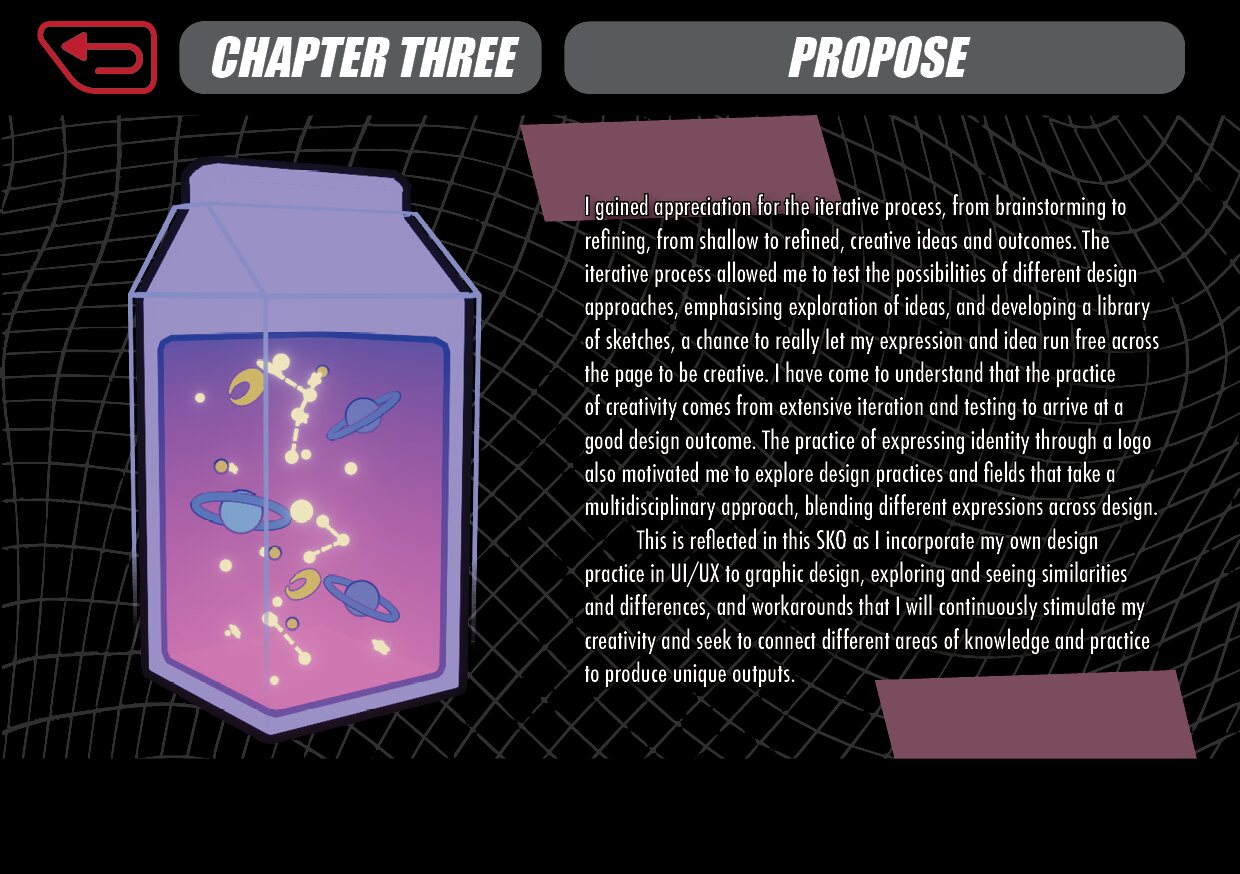 CHAPTER THREE
PROPOSE
I gained appreciation for the iterative process, from brainstorming to
refining, from shallow to refined, creative ideas and outcomes. The
iterative process allowed me to test the possibilities of different design
approaches, emphasising exploration of ideas, and developing a library
of sketches, a chance to really let my expression and idea run free across
the page to be creative. I have come to understand that the practice
of creativity comes from extensive iteration and testing to arrive at a
good design outcome. The practice of expressing identity through a logo
also motivated me to explore design practices and fields that take a
multidisciplinary approach, blending different expressions across design.
This is reflected in this SKO as I incorporate my own design
practice in UI/UX to graphic design, exploring and seeing similarities
and differences, and workarounds that I will continuously stimulate my
creativity and seek to connect different areas of knowledge and practice
to produce unique outputs.